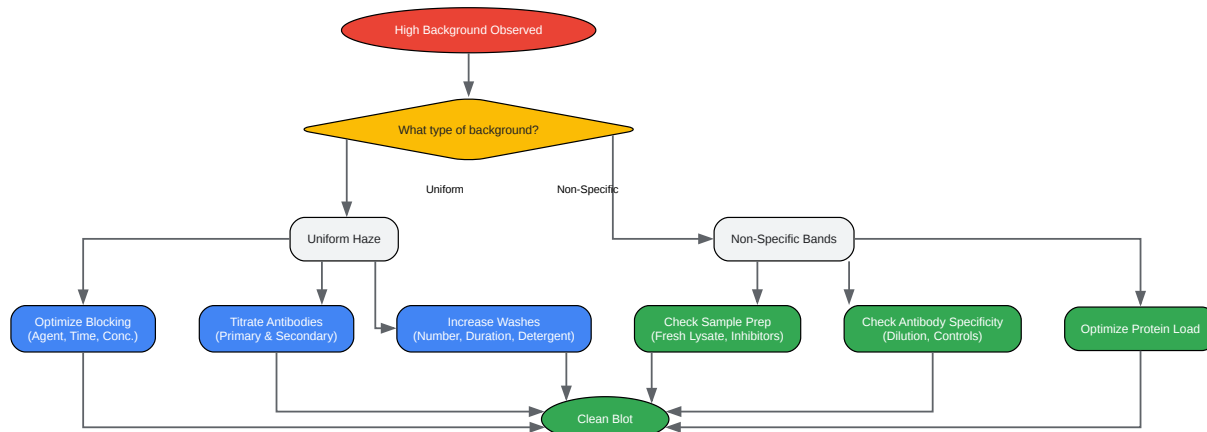 High Background Observed
What type of background?
Uniform
Non-Specific
Uniform Haze
Non-Specific Bands
Optimize Blocking
(Agent, Time, Conc.)
Titrate Antibodies
(Primary & Secondary)
Increase Washes
(Number, Duration, Detergent)
Check Sample Prep
(Fresh Lysate, Inhibitors)
Check Antibody Specificity
(Dilution, Controls)
Optimize Protein Load
Clean Blot